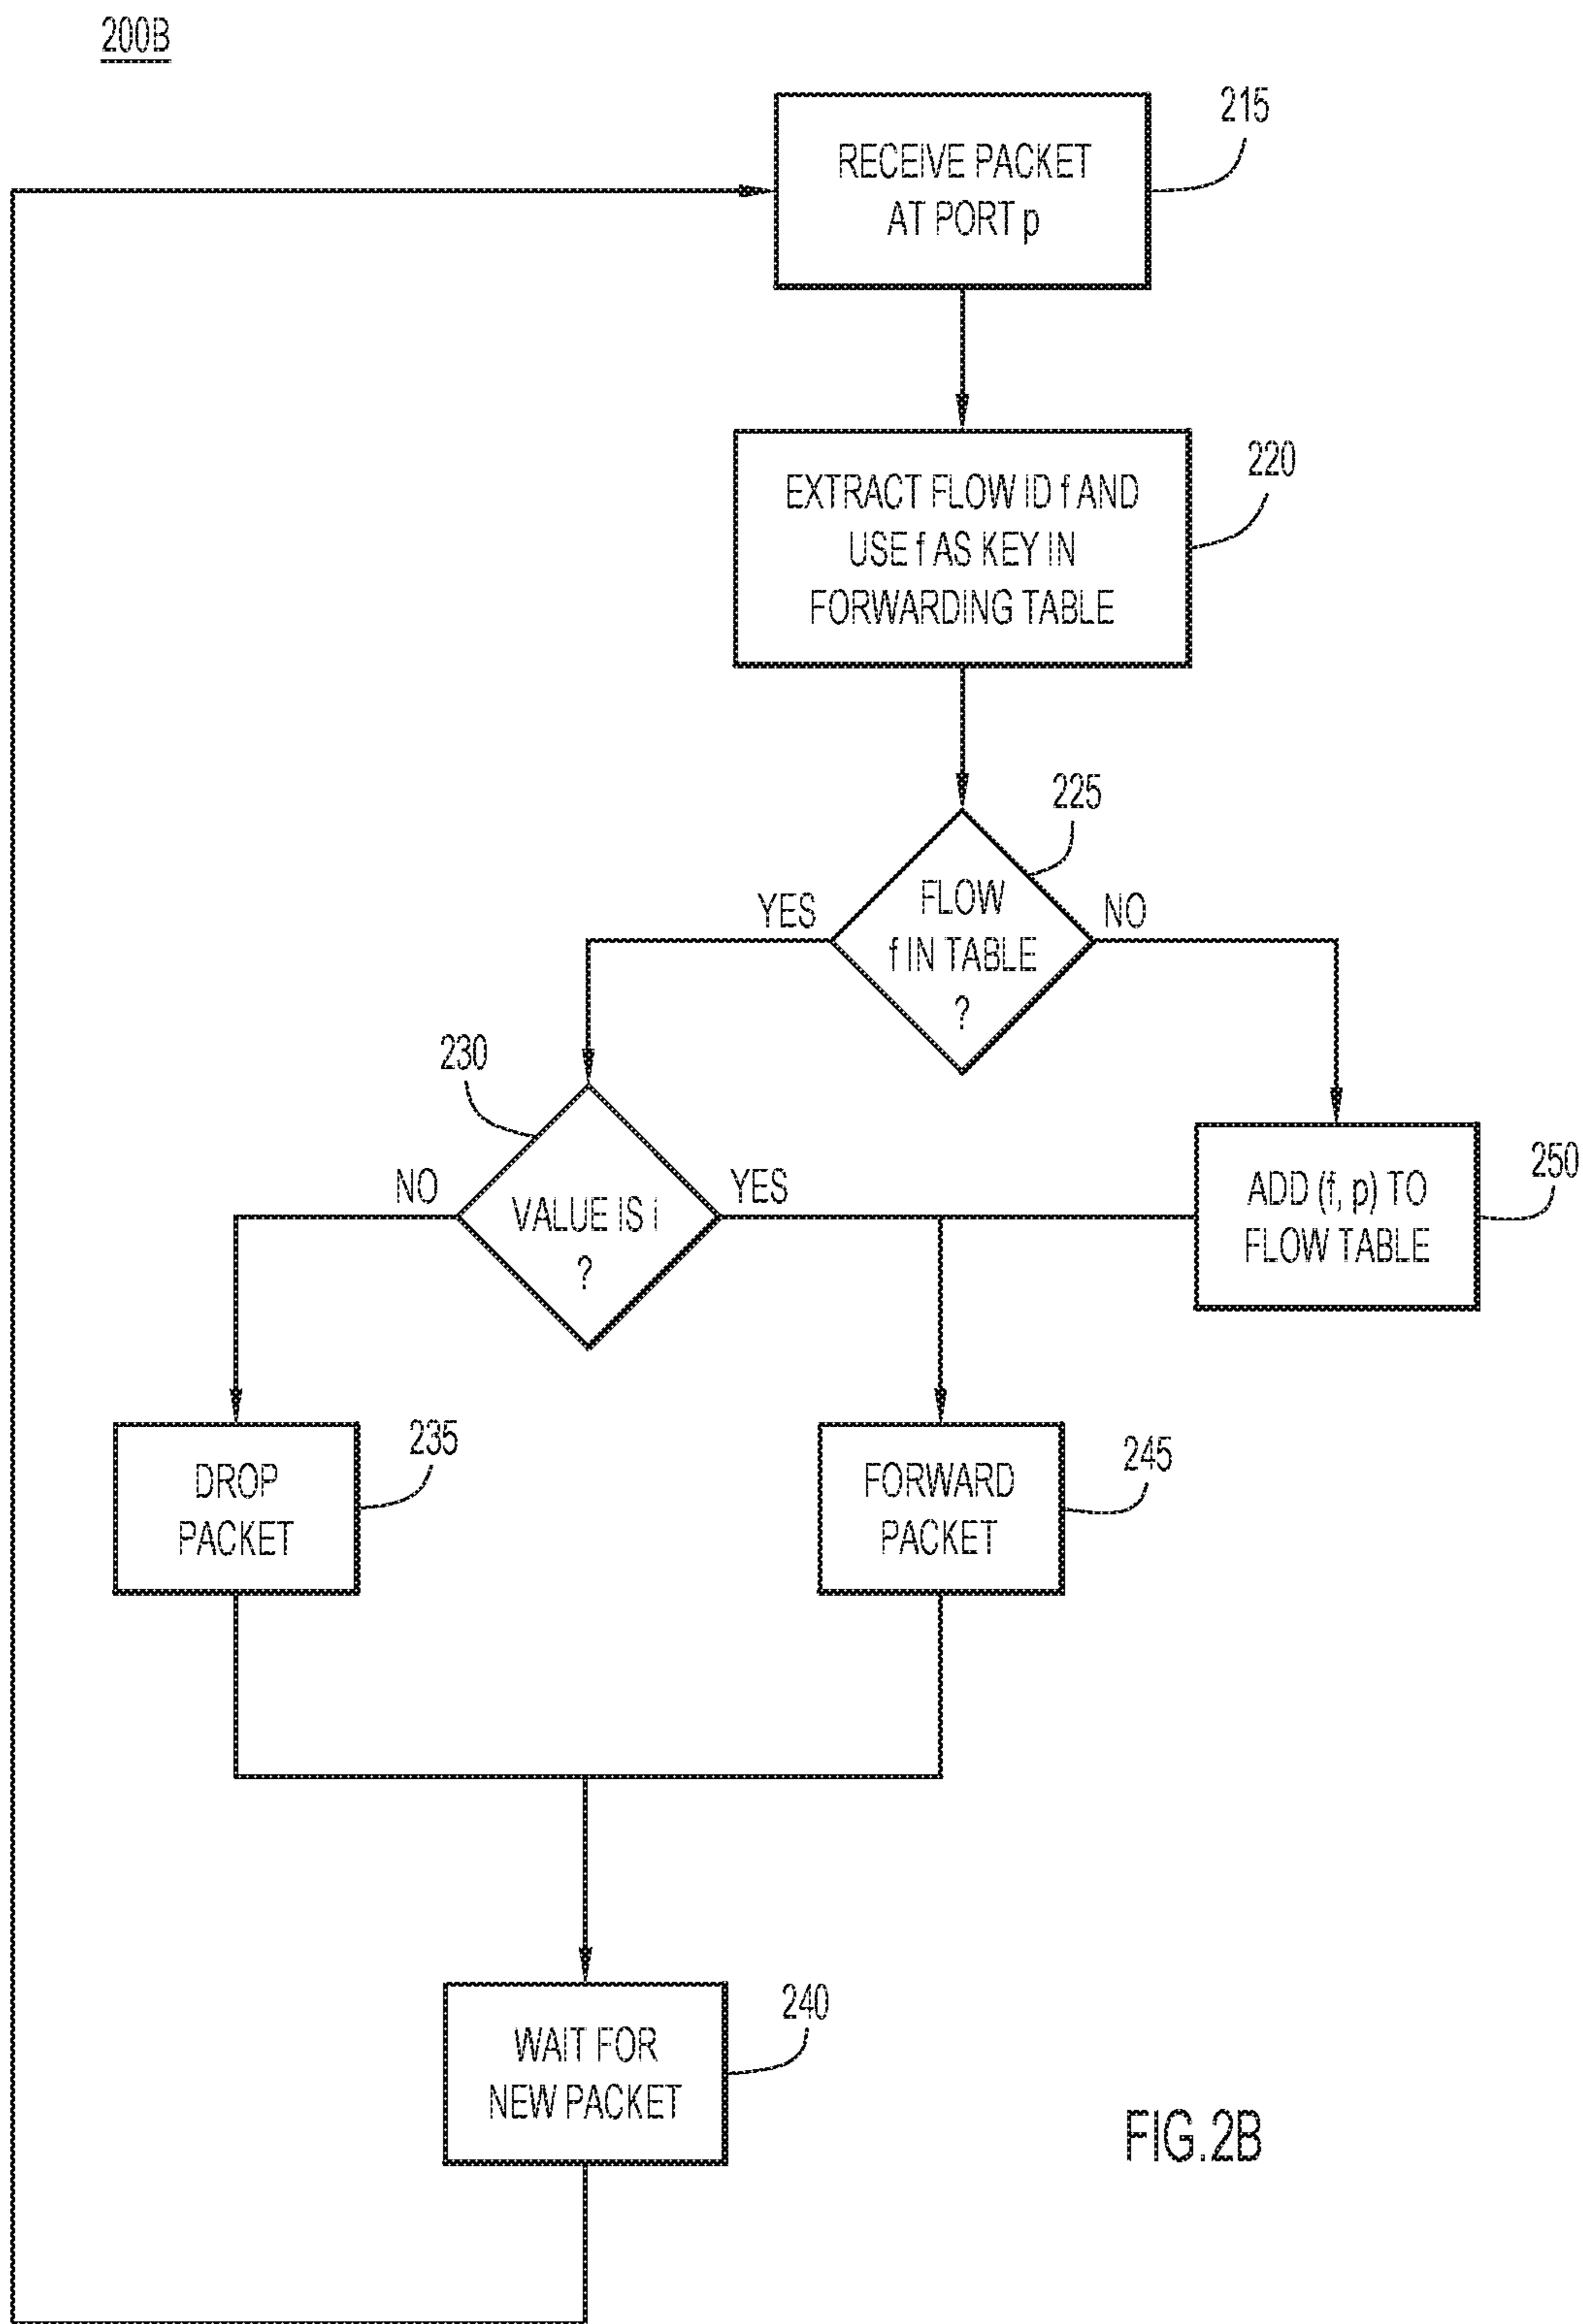 200B
215
RECEIVE PACKET
AT PORT p
220
EXTRACT FLOW ID f AND
USE f AS KEY IN
FORWARDING TABLE
225
YES
FLOW
f IN TABLE
?
NO
230
NO
VALUE IS i
?
YES
250
ADD (f, p) TO
FLOW TABLE
235
DROP
PACKET
245
FORWARD
PACKET
240
WAIT FOR
NEW PACKET
FIG.2B